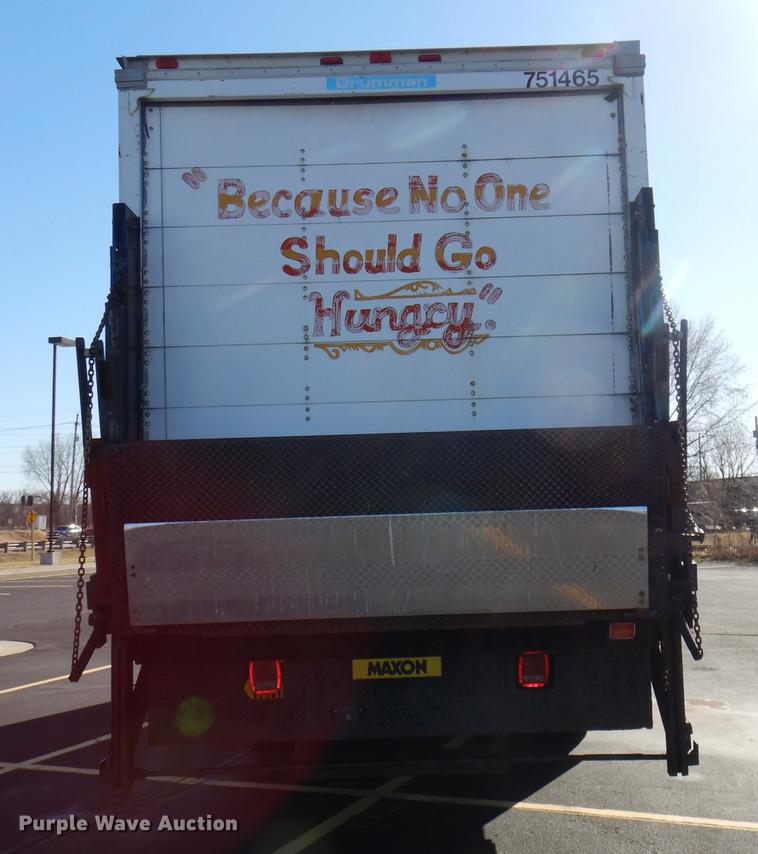 Grumman
751465
"Because No One
Should Go
Hungry".
MAXON
Purple Wave Auction